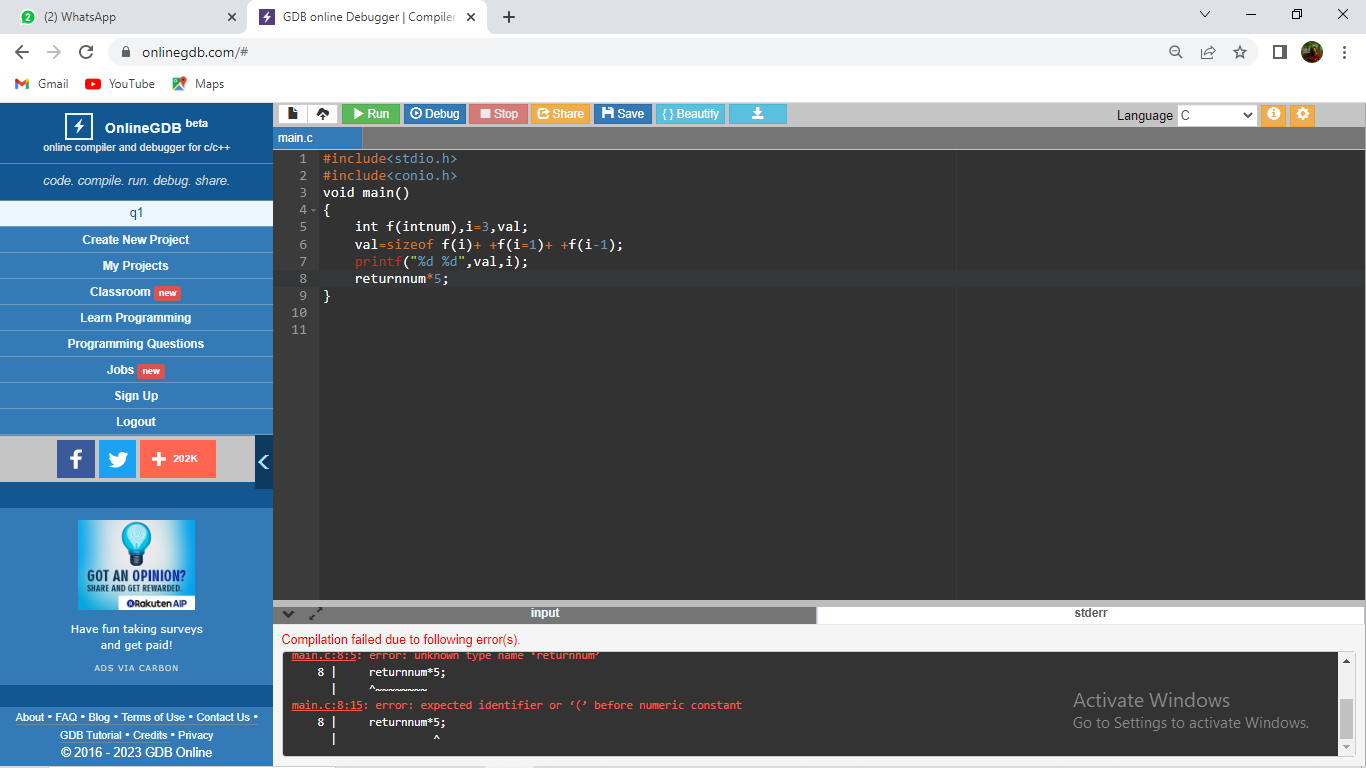 (2) WhatsApp
GDB online Debugger | Compiler
onlinegdb.com/#
Gmail YouTube Maps
OnlineGDB beta
online compiler and debugger for c/c++
code. compile. run. debug. share.
q1
Create New Project
My Projects
Classroom new
Learn Programming
Programming Questions
Jobs new
Sign Up
Logout
202K
GOT AN OPINION?
SHARE AND GET REWARDED.
Rakuten AIP
Have fun taking surveys
and get paid!
ADS VIA CARBON
About • FAQ • Blog • Terms of Use • Contact Us •
GDB Tutorial • Credits • Privacy
© 2016 - 2023 GDB Online
Run Debug Stop Share Save { } Beautify
Language C
main.c
1 #include<stdio.h>
2 #include<conio.h>
3 void main()
4 {
5 int f(intnum),i=3,val;
6 val=sizeof f(i)+ +f(i=1)+ +f(i-1);
7 printf("%d %d",val,i);
8 returnnum*5;
9 }
10
11
input
stderr
Compilation failed due to following error(s).
main.c:8:5: error: unknown type name ‘returnnum’
8 | returnnum*5;
| ^~~~~~~~~
main.c:8:15: error: expected identifier or ‘(’ before numeric constant
8 | returnnum*5;
| ^
Activate Windows
Go to Settings to activate Windows.